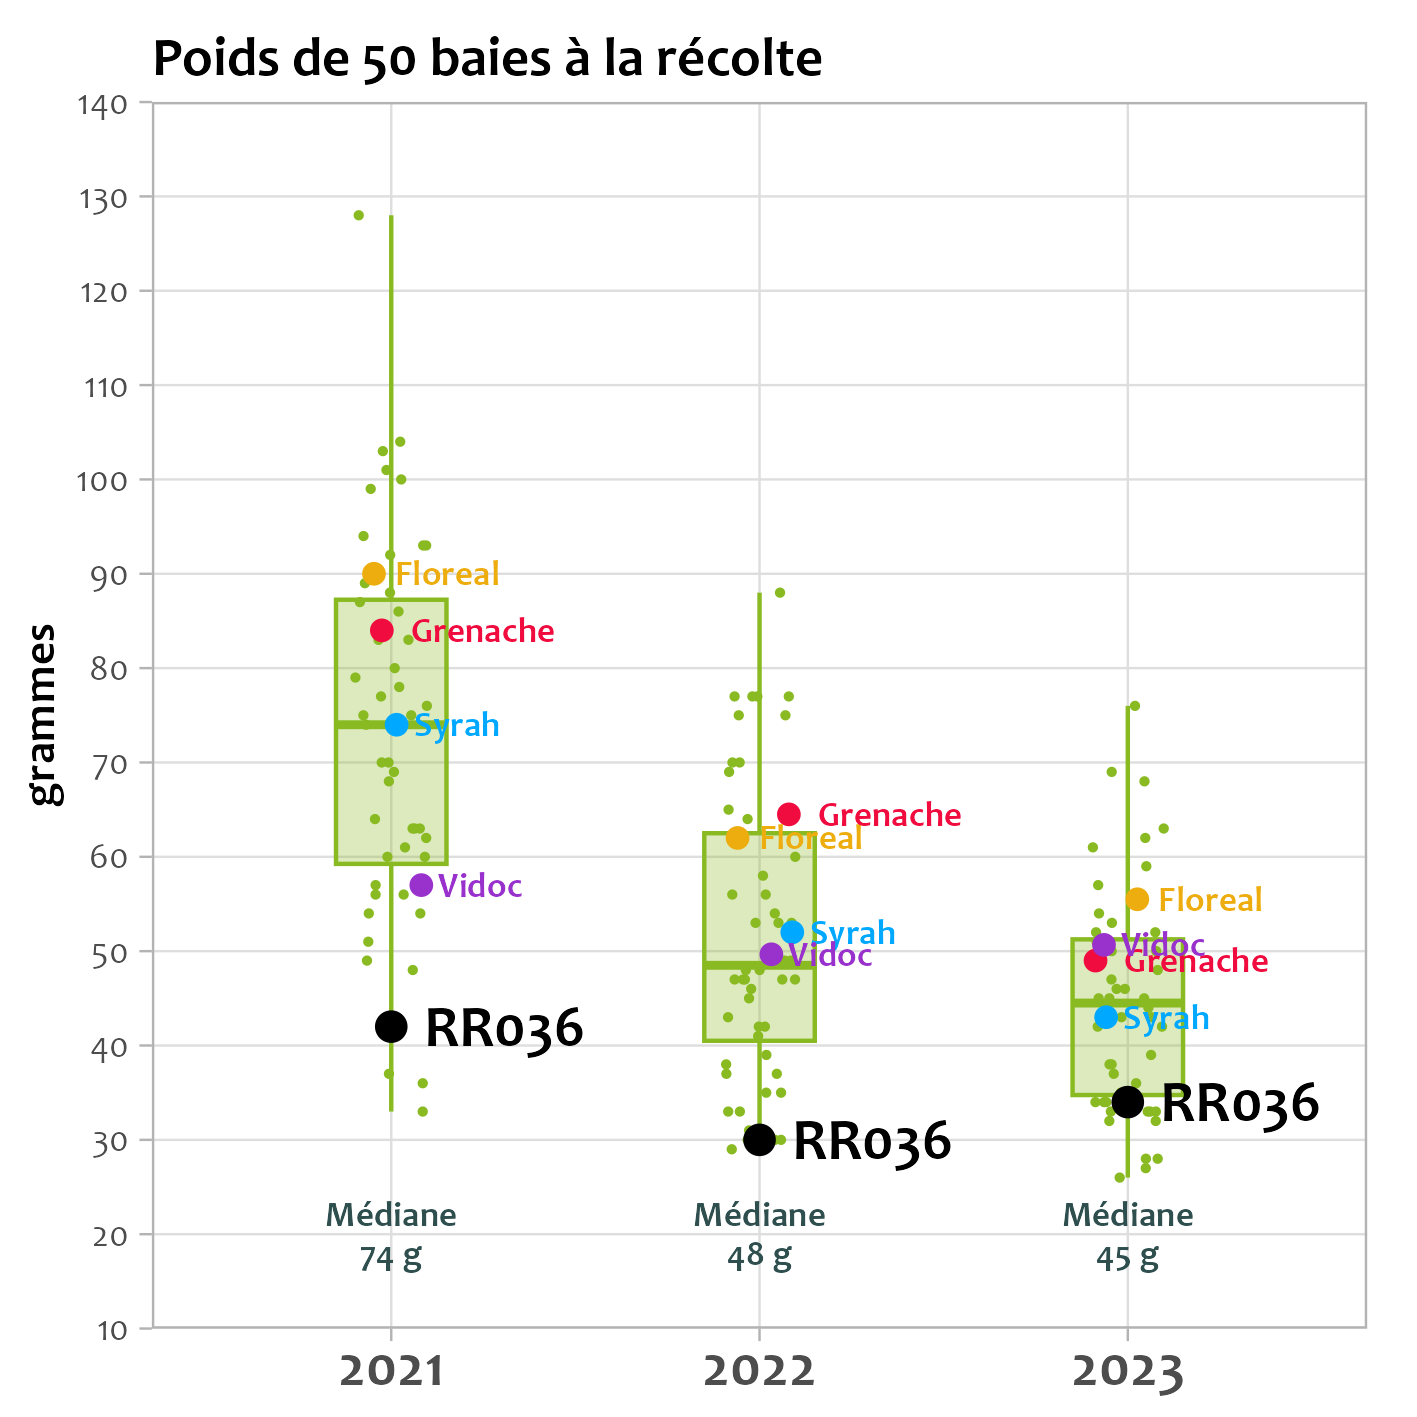 Poids de 50 baies à la récolte
grammes
140
130
120
110
100
90
80
70
60
50
40
30
20
10
Floreal
Grenache
Syrah
Vidoc
RR036
Médiane
74 g
Grenache
Floreal
Syrah
Vidoc
RR036
Médiane
48 g
Floreal
Vidoc
Grenache
Syrah
RR036
Médiane
45 g
2021
2022
2023